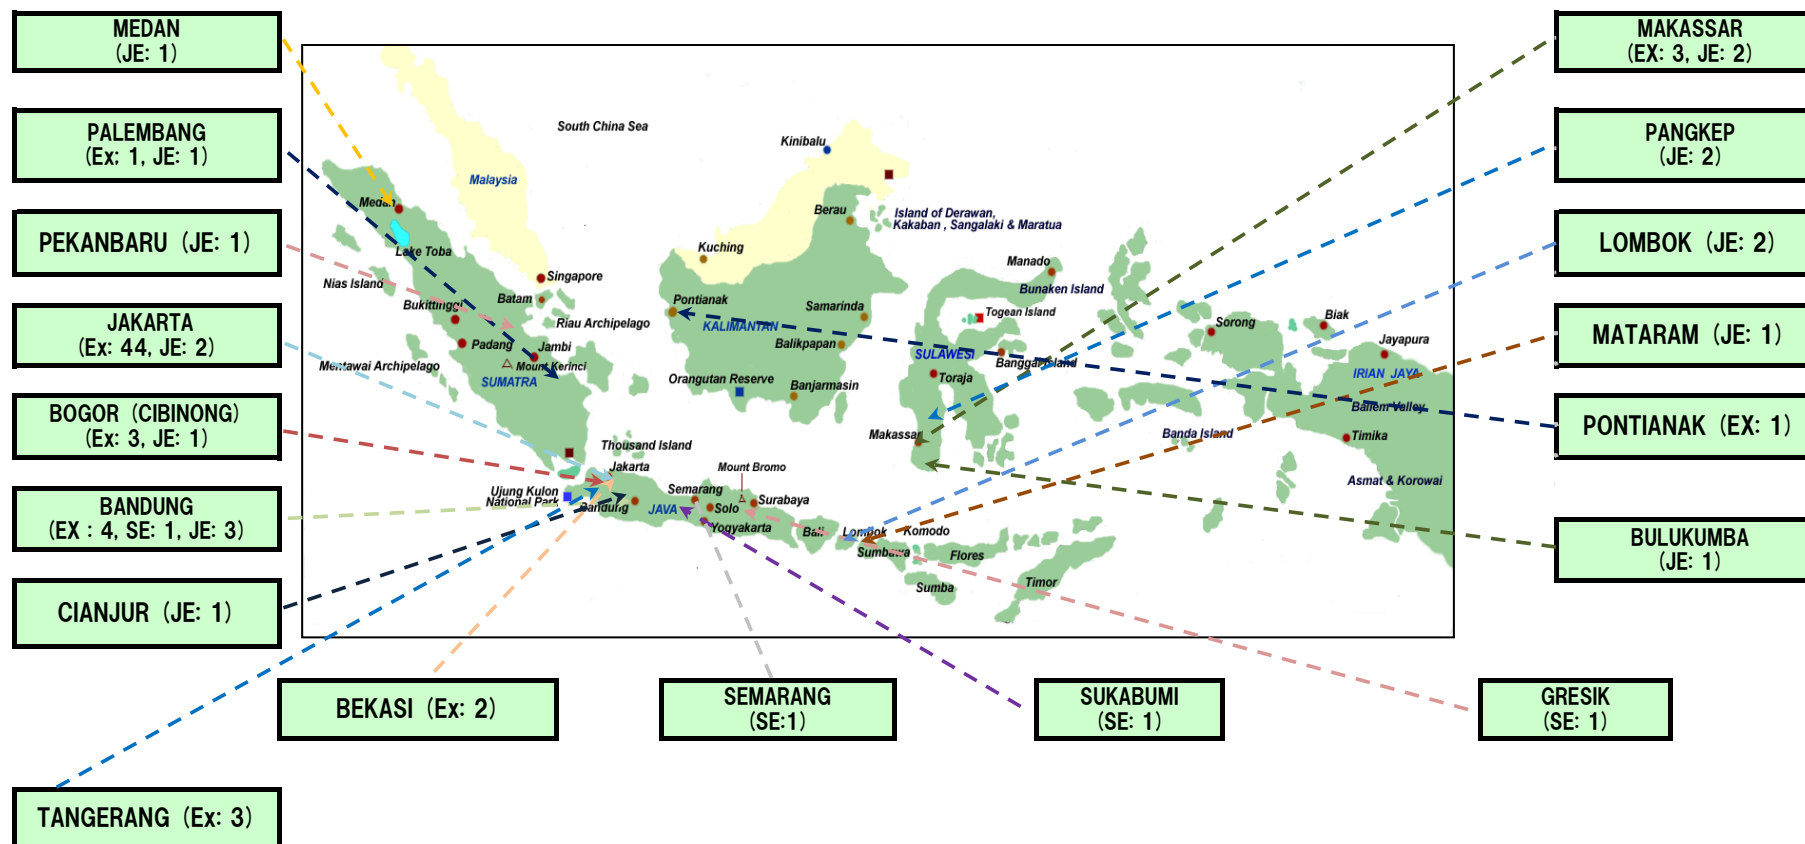 MEDAN
(JE: 1)
PALEMBANG
(Ex: 1, JE: 1)
PEKANBARU (JE: 1)
JAKARTA
(Ex: 44, JE: 2)
BOGOR (CIBINONG)
(Ex: 3, JE: 1)
BANDUNG
(EX : 4, SE: 1, JE: 3)
CIANJUR (JE: 1)
TANGERANG (Ex: 3)
BEKASI (Ex: 2)
SEMARANG
(SE:1)
SUKABUMI
(SE: 1)
GRESIK
(SE: 1)
MAKASSAR
(EX: 3, JE: 2)
PANGKEP
(JE: 2)
LOMBOK (JE: 2)
MATARAM (JE: 1)
PONTIANAK (EX: 1)
BULUKUMBA
(JE: 1)
South China Sea
Kinibalu
Malaysia
Medan
Berau
Island of Derawan,
Kakaban , Sangalaki & Maratua
Lake Toba
Kuching
Singapore
Manado
Nias Island
Bukittinggi
Batam
Pontianak
Samarinda
Bunaken Island
Togean Island
Riau Archipelago
KALIMANTAN
Sorong
Biak
Padang
Jambi
Balikpapan
SULAWESI
Banggai Island
Jayapura
Mentawai Archipelago
Mount Kerinci
SUMATRA
Orangutan Reserve
Banjarmasin
Toraja
IRIAN JAYA
Baliem Valley
Thousand Island
Makassar
Banda Island
Timika
Jakarta
Mount Bromo
Asmat & Korowai
Ujung Kulon
National Park
Bandung
JAVA
Semarang
Solo
Surabaya
Yogyakarta
Bali
Lombok
Komodo
Sumbawa
Flores
Sumba
Timor